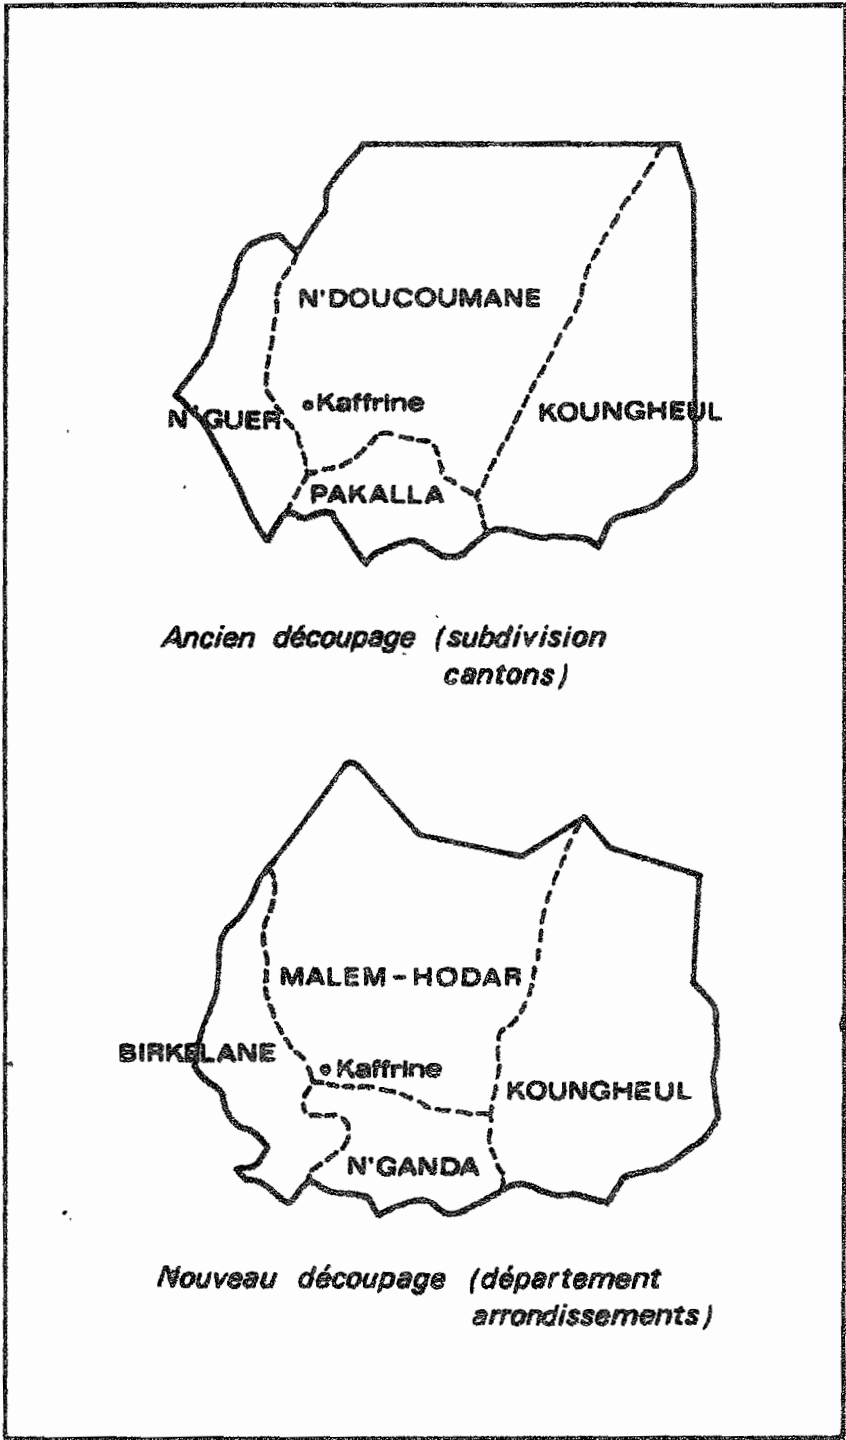 N'DOUCOUMANE
Kaffrine
N'GUER
KOUNGHEUL
PAKALLA
Ancien découpage (subdivision
cantons)
MALEM-HODAR
BIRKELANE
Kaffrine
KOUNGHEUL
N'GANDA
Nouveau découpage (département
arrondissements)